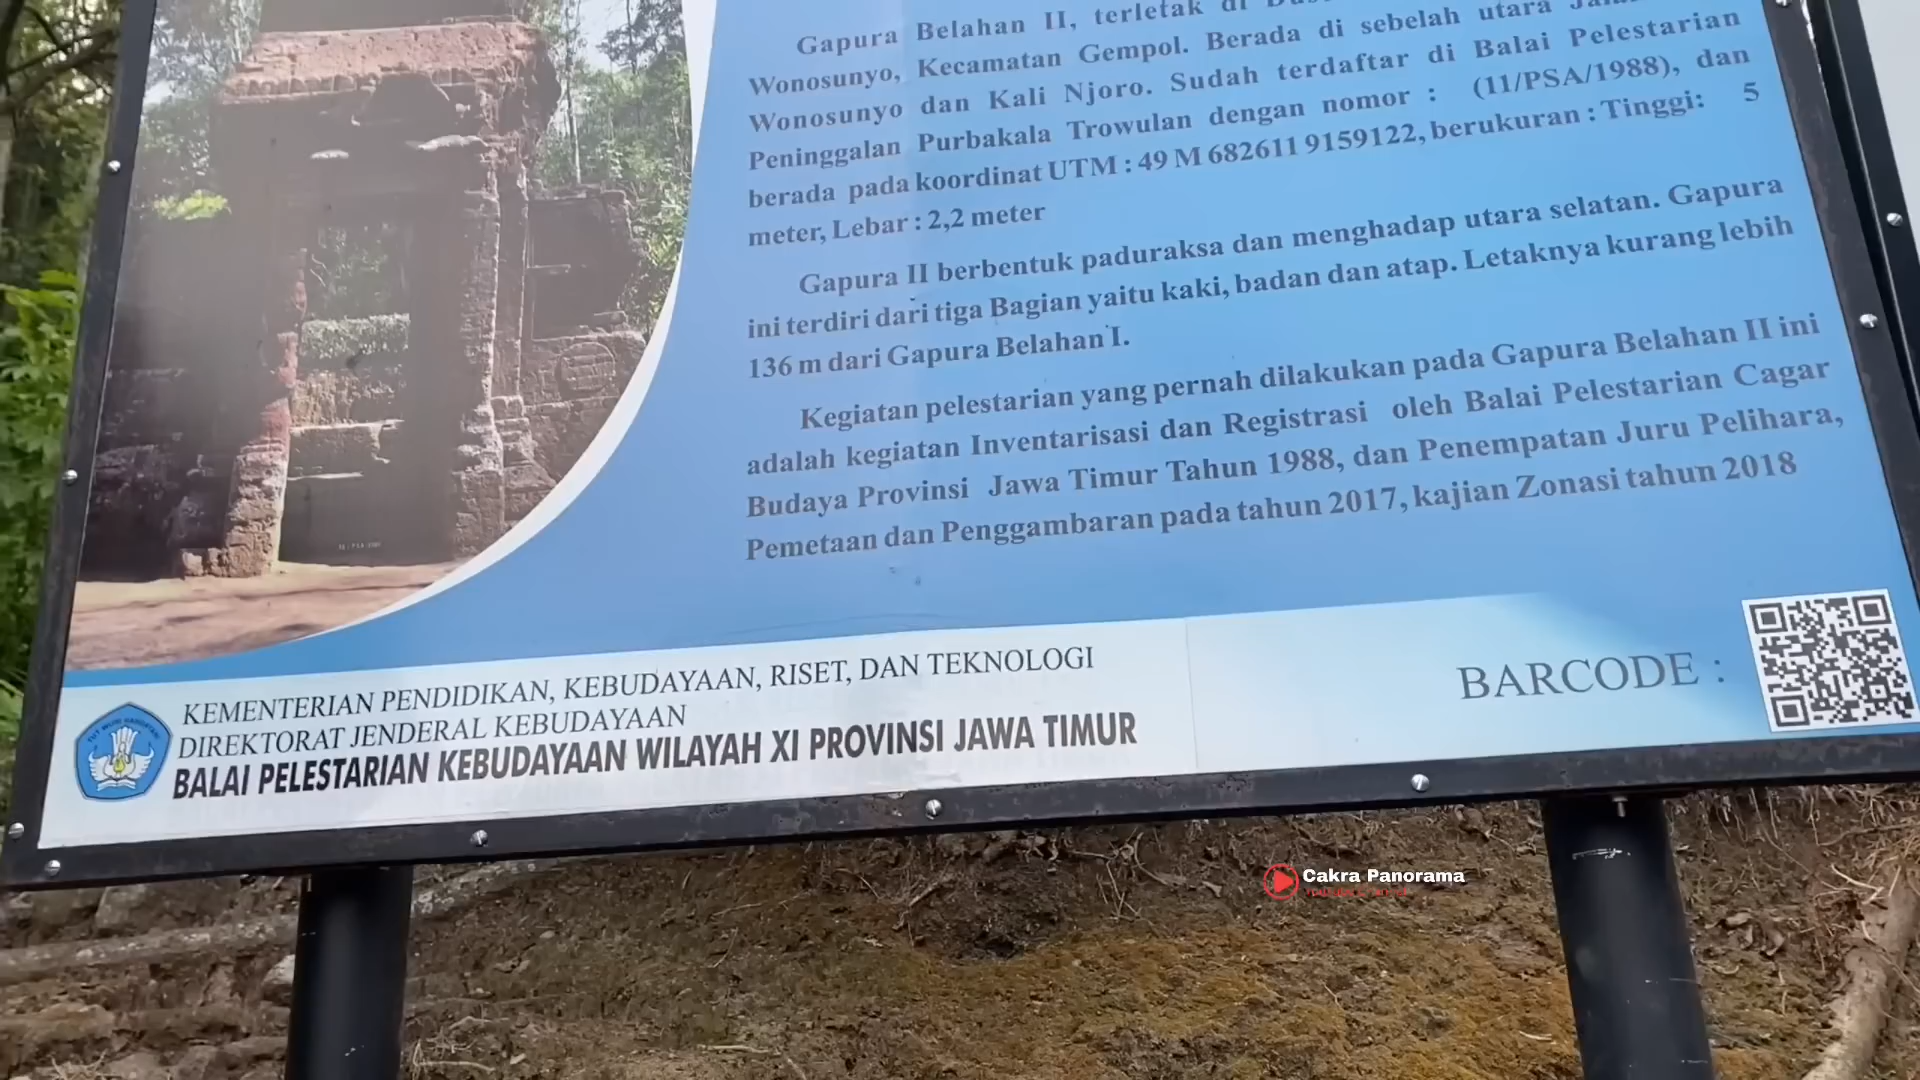 Gapura Belahan II, terletak di
Wonosunyo, Kecamatan Gempol. Berada di sebelah utara
Wonosunyo dan Kali Njoro. Sudah terdaftar di Balai Pelestarian
Peninggalan Purbakala Trowulan dengan nomor : (11/PSA/1988), dan
berada pada koordinat UTM : 49 M 682611 9159122, berukuran : Tinggi: 5
meter, Lebar : 2,2 meter
Gapura II berbentuk paduraksa dan menghadap utara selatan. Gapura
ini terdiri dari tiga Bagian yaitu kaki, badan dan atap. Letaknya kurang lebih
136 m dari Gapura Belahan I.
Kegiatan pelestarian yang pernah dilakukan pada Gapura Belahan II ini
adalah kegiatan Inventarisasi dan Registrasi oleh Balai Pelestarian Cagar
Budaya Provinsi Jawa Timur Tahun 1988, dan Penempatan Juru Pelihara,
Pemetaan dan Penggambaran pada tahun 2017, kajian Zonasi tahun 2018
KEMENTERIAN PENDIDIKAN, KEBUDAYAAN, RISET, DAN TEKNOLOGI
DIREKTORAT JENDERAL KEBUDAYAAN
BALAI PELESTARIAN KEBUDAYAAN WILAYAH XI PROVINSI JAWA TIMUR
TUT WURI HANDAYANI
BARCODE :
Cakra Panorama